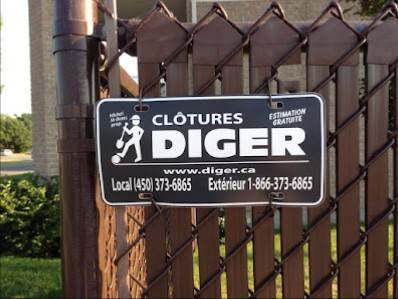 CLÔTURES
ESTIMATION
GRATUITE
DIGER
www.diger.ca
Local (450) 373-6865 Extérieur 1-866-373-6865